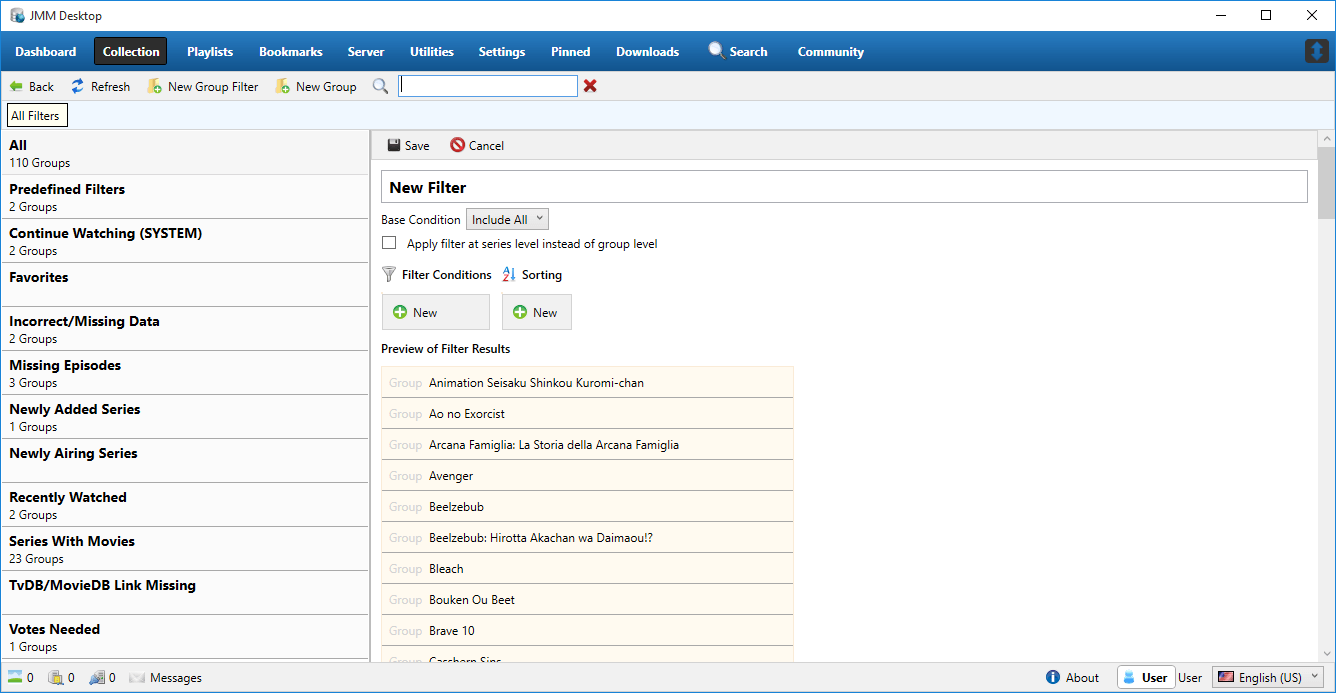 JMM Desktop
Dashboard Collection Playlists Bookmarks Server Utilities Settings Pinned Downloads Search Community
Back Refresh New Group Filter New Group
All Filters
All
110 Groups
Predefined Filters
2 Groups
Continue Watching (SYSTEM)
2 Groups
Favorites
Incorrect/Missing Data
2 Groups
Missing Episodes
3 Groups
Newly Added Series
1 Groups
Newly Airing Series
Recently Watched
2 Groups
Series With Movies
23 Groups
TvDB/MovieDB Link Missing
Votes Needed
1 Groups
Save Cancel
New Filter
Base Condition Include All
Apply filter at series level instead of group level
Filter Conditions Sorting
New New
Preview of Filter Results
Group Animation Seisaku Shinkou Kuromi-chan
Group Ao no Exorcist
Group Arcana Famiglia: La Storia della Arcana Famiglia
Group Avenger
Group Beelzebub
Group Beelzebub: Hirotta Akachan wa Daimaou!?
Group Bleach
Group Bouken Ou Beet
Group Brave 10
Group Casshern Sins
0 0 0 Messages
About User User English (US)